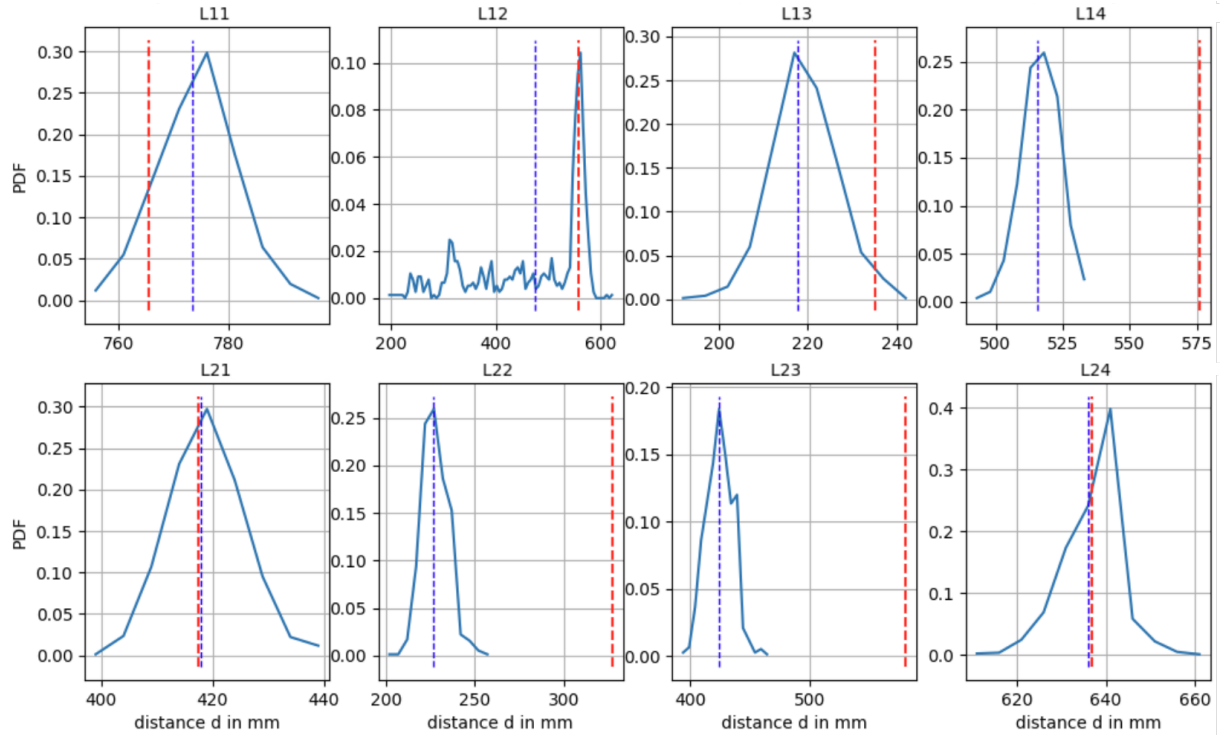 L11 L12 L13 L14
PDF
0.30 0.25 0.20 0.15 0.10 0.05 0.00
760 780
0.10 0.08 0.06 0.04 0.02 0.00
200 400 600
0.30 0.25 0.20 0.15 0.10 0.05 0.00
200 220 240
0.25 0.20 0.15 0.10 0.05 0.00
500 525 550 575
L21 L22 L23 L24
PDF
0.30 0.25 0.20 0.15 0.10 0.05 0.00
400 420 440
distance d in mm
0.25 0.20 0.15 0.10 0.05 0.00
200 250 300
distance d in mm
0.20 0.15 0.10 0.05 0.00
400 500
distance d in mm
0.4 0.3 0.2 0.1 0.0
620 640 660
distance d in mm